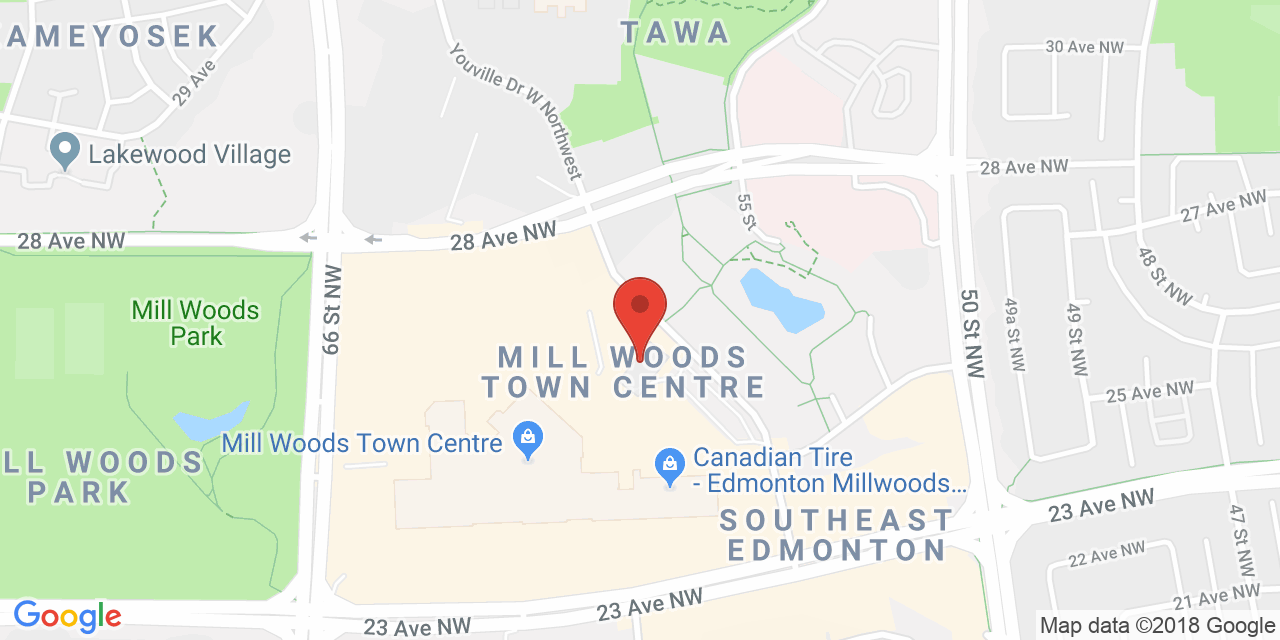 AMEYOSEK
TAWA
30 Ave NW
29 Ave
Youville Dr W Northwest
Lakewood Village
28 Ave NW
28 Ave NW
28 Ave NW
55 St
27 Ave NW
48 St NW
66 St NW
50 St NW
49a St NW
49 St NW
Mill Woods
Park
MILL WOODS
TOWN CENTRE
25 Ave NW
Mill Woods Town Centre
Canadian Tire
- Edmonton Millwoods...
LL WOODS
PARK
SOUTHEAST
EDMONTON
23 Ave NW
47 St NW
22 Ave NW
21 Ave NW
23 Ave NW
23 Ave NW
Google
Map data ©2018 Google